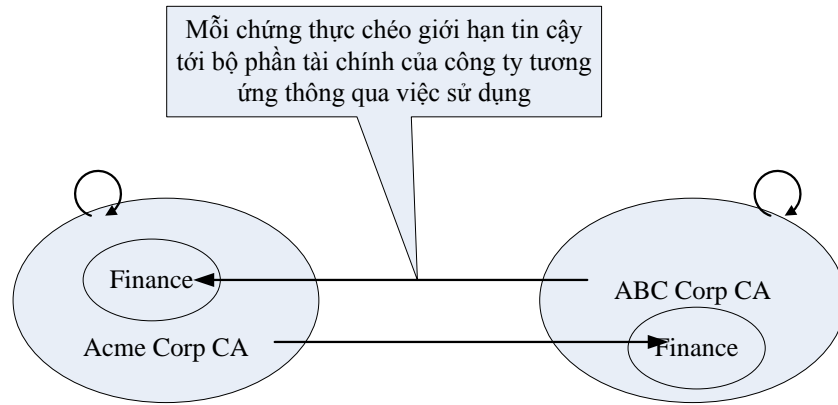 Mỗi chứng thực chéo giới hạn tin cậy
tới bộ phần tài chính của công ty tương
ứng thông qua việc sử dụng
Finance
ABC Corp CA
Acme Corp CA
Finance